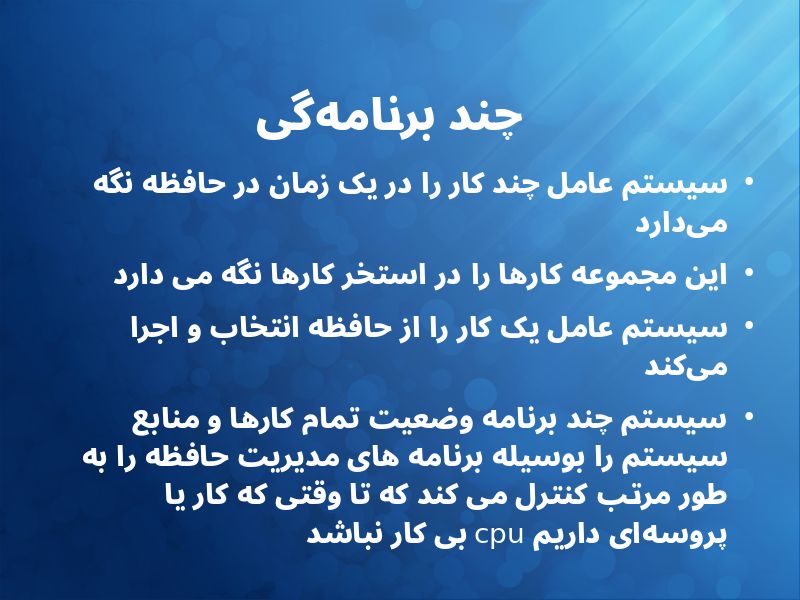 چند برنامه‌گی
• سیستم عامل چند کار را در یک زمان در حافظه نگه
می‌دارد
• این مجموعه کارها را در استخر کارها نگه می دارد
• سیستم عامل یک کار را از حافظه انتخاب و اجرا
می‌کند
• سیستم چند برنامه وضعیت تمام کارها و منابع
سیستم را بوسیله برنامه های مدیریت حافظه را به
طور مرتب کنترل می کند که تا وقتی که کار یا
پروسه‌ای داریم cpu بی کار نباشد